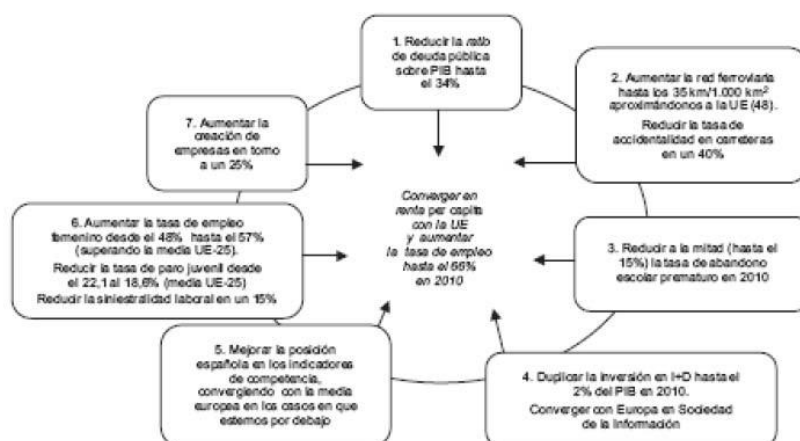 1. Reducir la ratio
de deuda pública
sobre PIB hasta
el 34%
2. Aumentar la red ferroviaria
hasta los 35 km/1.000 km²
aproximándonos a la UE (48).
Reducir la tasa de
accidentalidad en carreteras
en un 40%
3. Reducir a la mitad (hasta el
15%) la tasa de abandono
escolar prematuro en 2010
4. Duplicar la inversión en I+D hasta el
2% del PIB en 2010.
Converger con Europa en Sociedad
de la Información
5. Mejorar la posición
española en los indicadores
de competencia,
convergiendo con la media
europea en los casos en que
estemos por debajo
6. Aumentar la tasa de empleo
femenino desde el 48% hasta el 57%
(superando la media UE-25).
Reducir la tasa de paro juvenil desde
el 22,1 al 18,6% (media UE-25)
Reducir la siniestralidad laboral en un 15%
7. Aumentar la
creación de
empresas en torno
a un 25%
Converger en
renta per capita
con la UE
y aumentar
la tasa de empleo
hasta el 66%
en 2010